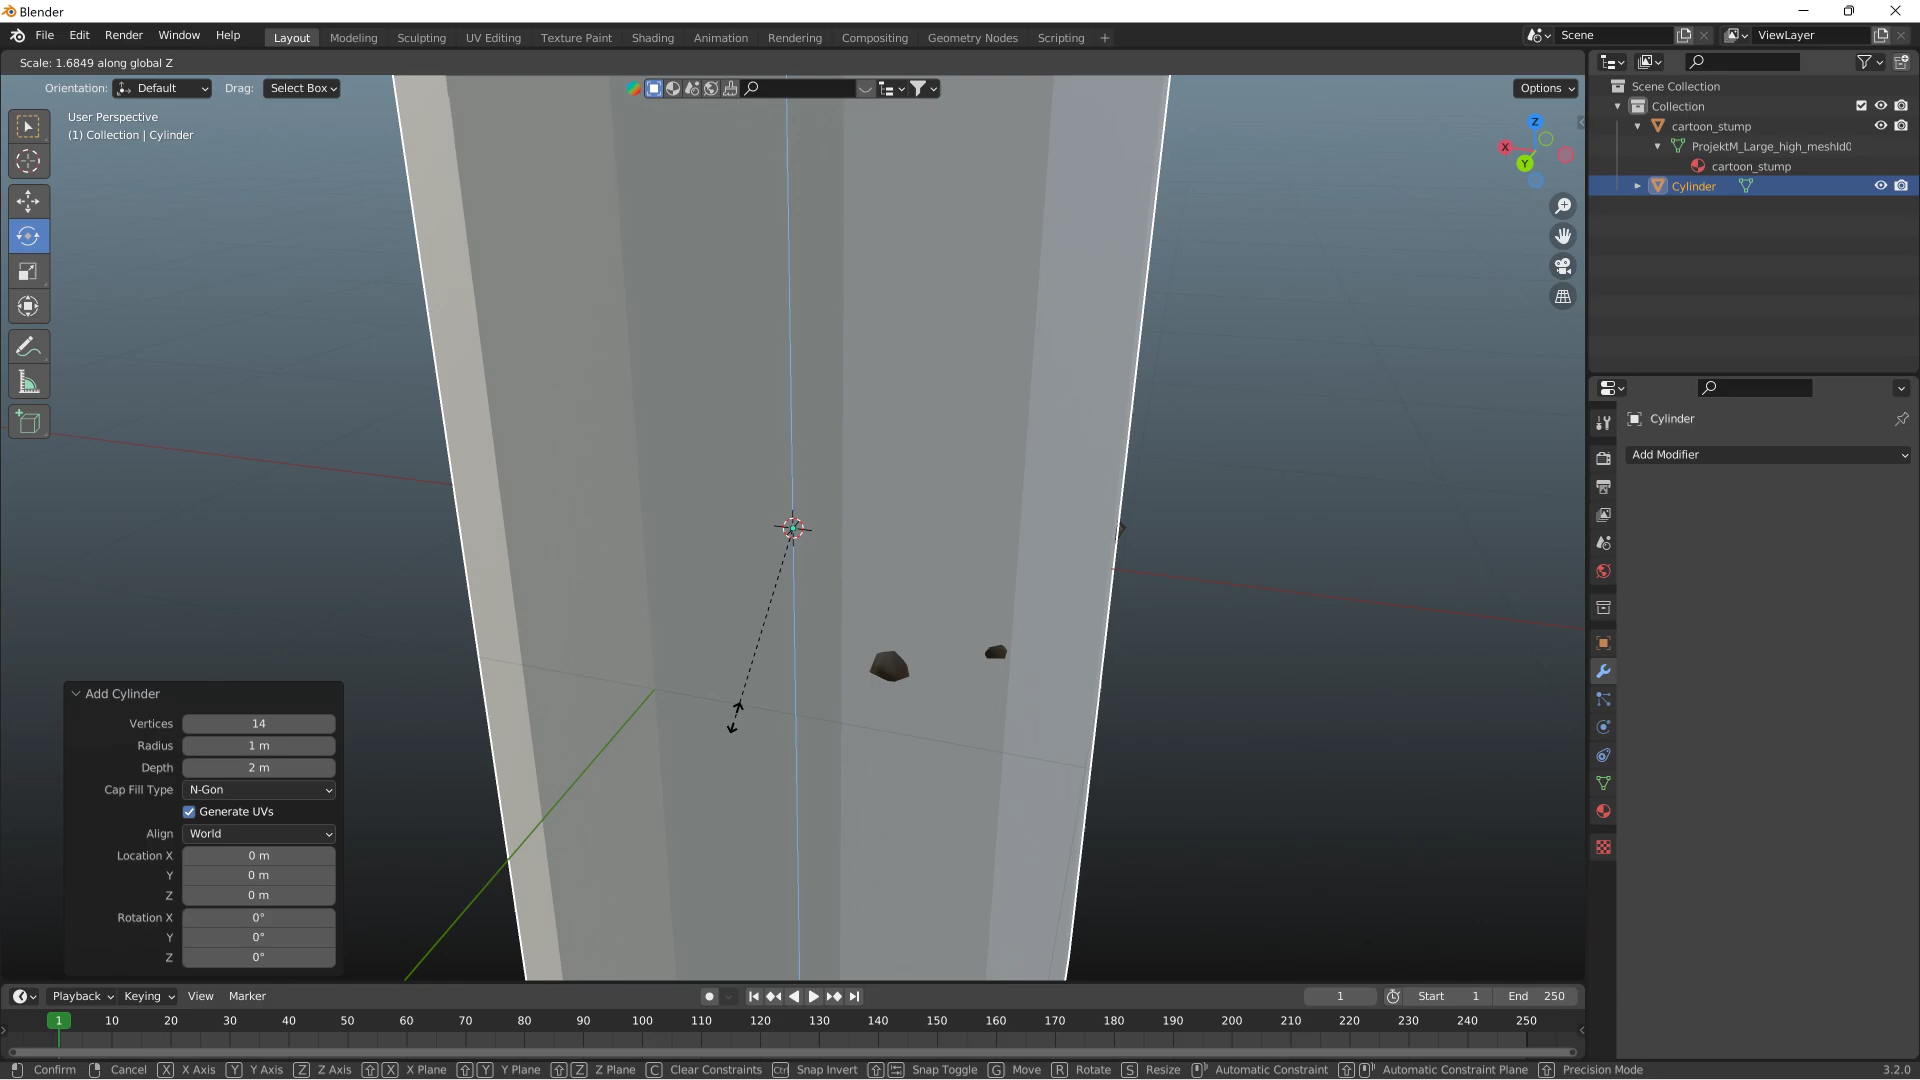 Blender
File Edit Render Window Help Layout Modeling Sculpting UV Editing Texture Paint Shading Animation Rendering Compositing Geometry Nodes Scripting + Scene ViewLayer
Scale: 1.6849 along global Z
Orientation: Default Drag: Select Box Options
User Perspective
(1) Collection | Cylinder
Z
X
Y
Scene Collection
Collection
cartoon_stump
ProjektM_Large_high_meshId0
cartoon_stump
Cylinder
Cylinder
Add Modifier
Add Cylinder
Vertices 14
Radius 1 m
Depth 2 m
Cap Fill Type N-Gon
Generate UVs
Align World
Location X 0 m
Y 0 m
Z 0 m
Rotation X 0°
Y 0°
Z 0°
Playback Keying View Marker 1 Start 1 End 250
1 10 20 30 40 50 60 70 80 90 100 110 120 130 140 150 160 170 180 190 200 210 220 230 240 250
Confirm Cancel X X Axis Y Y Axis Z Z Axis X X Plane Y Y Plane Z Z Plane C Clear Constraints Ctrl Snap Invert Snap Toggle G Move R Rotate S Resize Automatic Constraint Automatic Constraint Plane Precision Mode 3.2.0